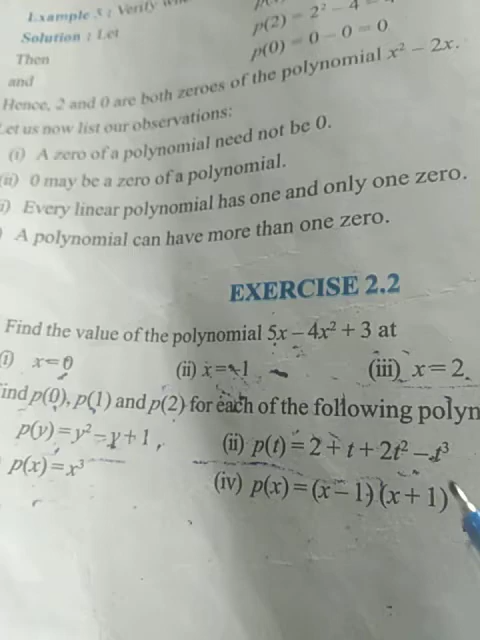 Example 5 : Verify
p(2) = 2² – 4 =
Solution : Let
p(0) = 0 – 0 = 0
Then
and
Hence, 2 and 0 are both zeroes of the polynomial x² – 2x.
Let us now list our observations:
(i) A zero of a polynomial need not be 0.
(ii) 0 may be a zero of a polynomial.
i) Every linear polynomial has one and only one zero.
) A polynomial can have more than one zero.
EXERCISE 2.2
Find the value of the polynomial 5x – 4x² + 3 at
(i) x = 0 (ii) x = –1 (iii) x = 2
ind p(0), p(1) and p(2) for each of the following polyn
p(y) = y² – y + 1 (ii) p(t) = 2 + t + 2t² – t³
p(x) = x³ (iv) p(x) = (x – 1) (x + 1)